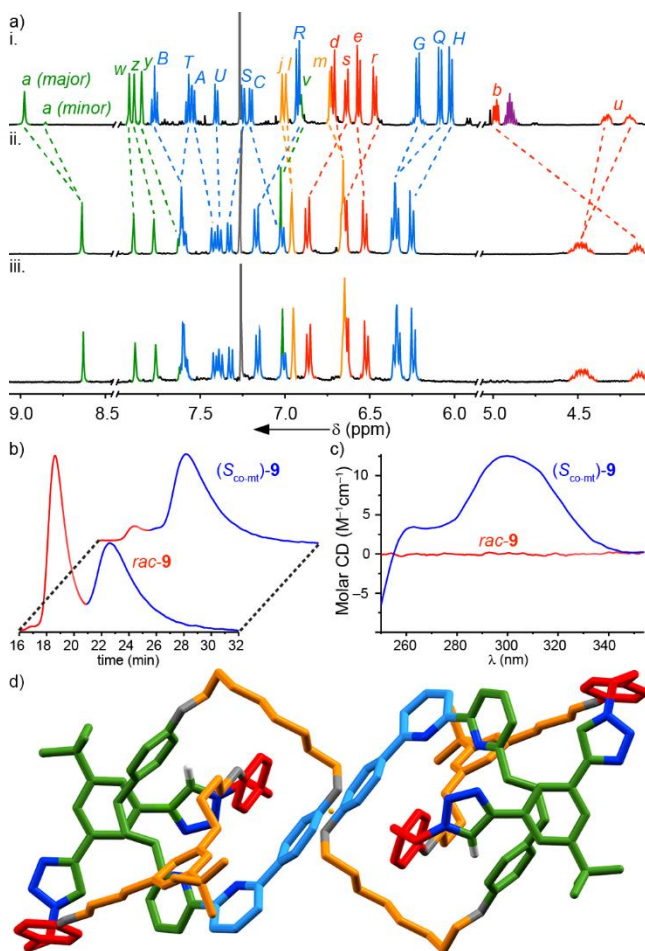 a)
i.
a (major)
a (minor)
w z y B T A U S C R v j l m d s e r G Q H b u
ii.
iii.
9.0 8.5 7.5 7.0 6.5 6.0 5.0 4.5
δ (ppm)
b)
(Sco-mt)-9
rac-9
16 18 20 22 24 26 28 30 32
time (min)
c)
(Sco-mt)-9
rac-9
Molar CD (M⁻¹cm⁻¹)
10
5
0
−5
260 280 300 320 340
λ (nm)
d)